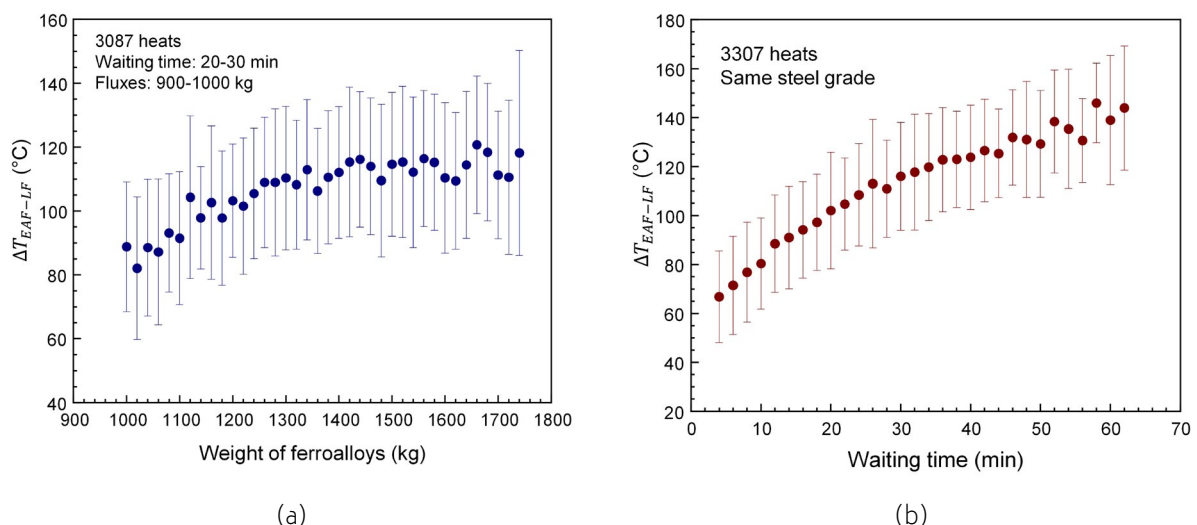 160
140
120
100
80
60
40
ΔT_EAF−LF (°C)
3087 heats
Waiting time: 20-30 min
Fluxes: 900-1000 kg
900 1000 1100 1200 1300 1400 1500 1600 1700 1800
Weight of ferroalloys (kg)
(a)
180
160
140
120
100
80
60
40
20
ΔT_EAF−LF (°C)
3307 heats
Same steel grade
0 10 20 30 40 50 60 70
Waiting time (min)
(b)